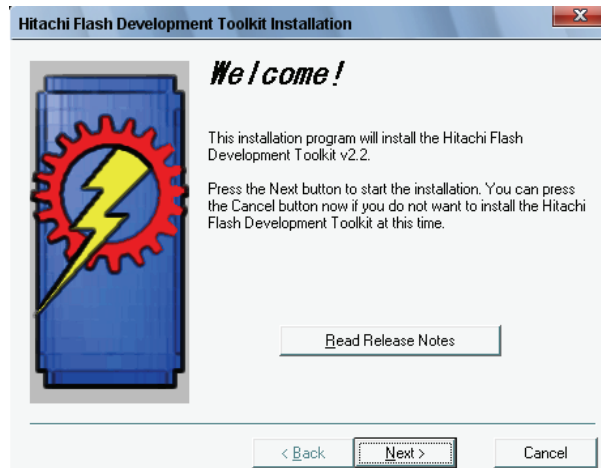 Hitachi Flash Development Toolkit Installation
X
Welcome!
This installation program will install the Hitachi Flash
Development Toolkit v2.2.
Press the Next button to start the installation. You can press
the Cancel button now if you do not want to install the Hitachi
Flash Development Toolkit at this time.
Read Release Notes
< Back Next > Cancel